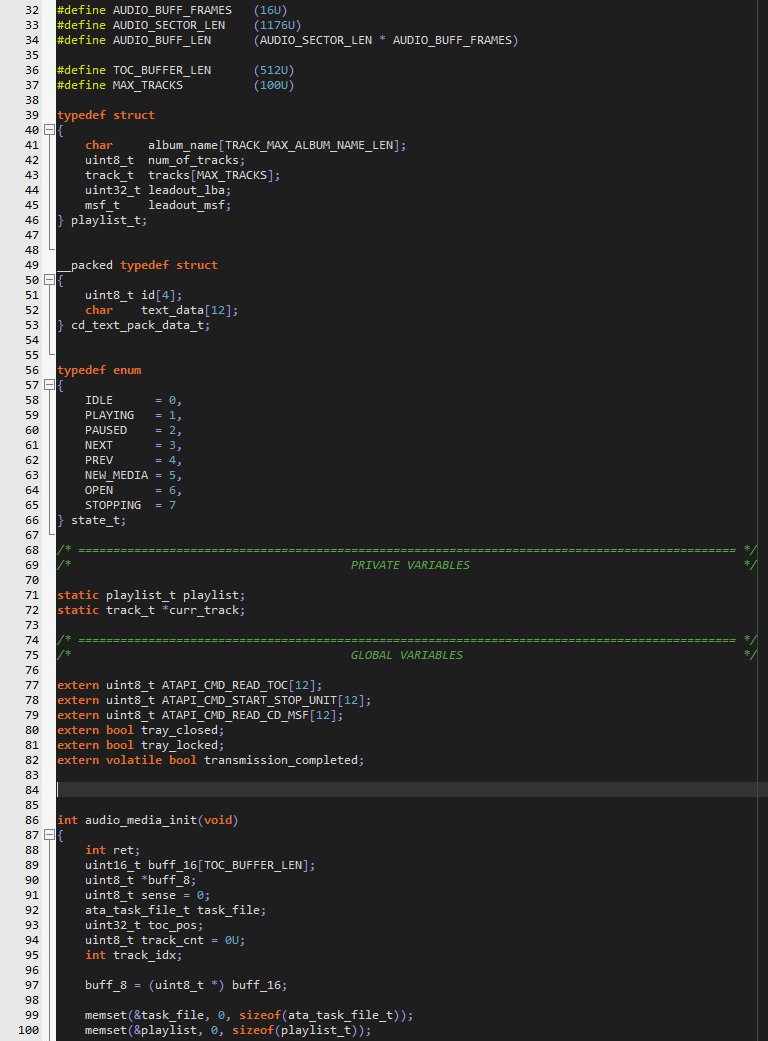 32 #define AUDIO_BUFF_FRAMES   (16U)
33 #define AUDIO_SECTOR_LEN    (1176U)
34 #define AUDIO_BUFF_LEN      (AUDIO_SECTOR_LEN * AUDIO_BUFF_FRAMES)
35
36 #define TOC_BUFFER_LEN      (512U)
37 #define MAX_TRACKS          (100U)
38
39 typedef struct
40 {
41     char     album_name[TRACK_MAX_ALBUM_NAME_LEN];
42     uint8_t  num_of_tracks;
43     track_t  tracks[MAX_TRACKS];
44     uint32_t leadout_lba;
45     msf_t    leadout_msf;
46 } playlist_t;
47
48
49 __packed typedef struct
50 {
51     uint8_t id[4];
52     char    text_data[12];
53 } cd_text_pack_data_t;
54
55
56 typedef enum
57 {
58     IDLE      = 0,
59     PLAYING   = 1,
60     PAUSED    = 2,
61     NEXT      = 3,
62     PREV      = 4,
63     NEW_MEDIA = 5,
64     OPEN      = 6,
65     STOPPING  = 7
66 } state_t;
67
68 /* ============================================================================================== */
69 /*                                        PRIVATE VARIABLES                                       */
70
71 static playlist_t playlist;
72 static track_t *curr_track;
73
74 /* ============================================================================================== */
75 /*                                        GLOBAL VARIABLES                                        */
76
77 extern uint8_t ATAPI_CMD_READ_TOC[12];
78 extern uint8_t ATAPI_CMD_START_STOP_UNIT[12];
79 extern uint8_t ATAPI_CMD_READ_CD_MSF[12];
80 extern bool tray_closed;
81 extern bool tray_locked;
82 extern volatile bool transmission_completed;
83
84
85
86 int audio_media_init(void)
87 {
88     int ret;
89     uint16_t buff_16[TOC_BUFFER_LEN];
90     uint8_t *buff_8;
91     uint8_t sense = 0;
92     ata_task_file_t task_file;
93     uint32_t toc_pos;
94     uint8_t track_cnt = 0U;
95     int track_idx;
96
97     buff_8 = (uint8_t *) buff_16;
98
99     memset(&task_file, 0, sizeof(ata_task_file_t));
100     memset(&playlist, 0, sizeof(playlist_t));